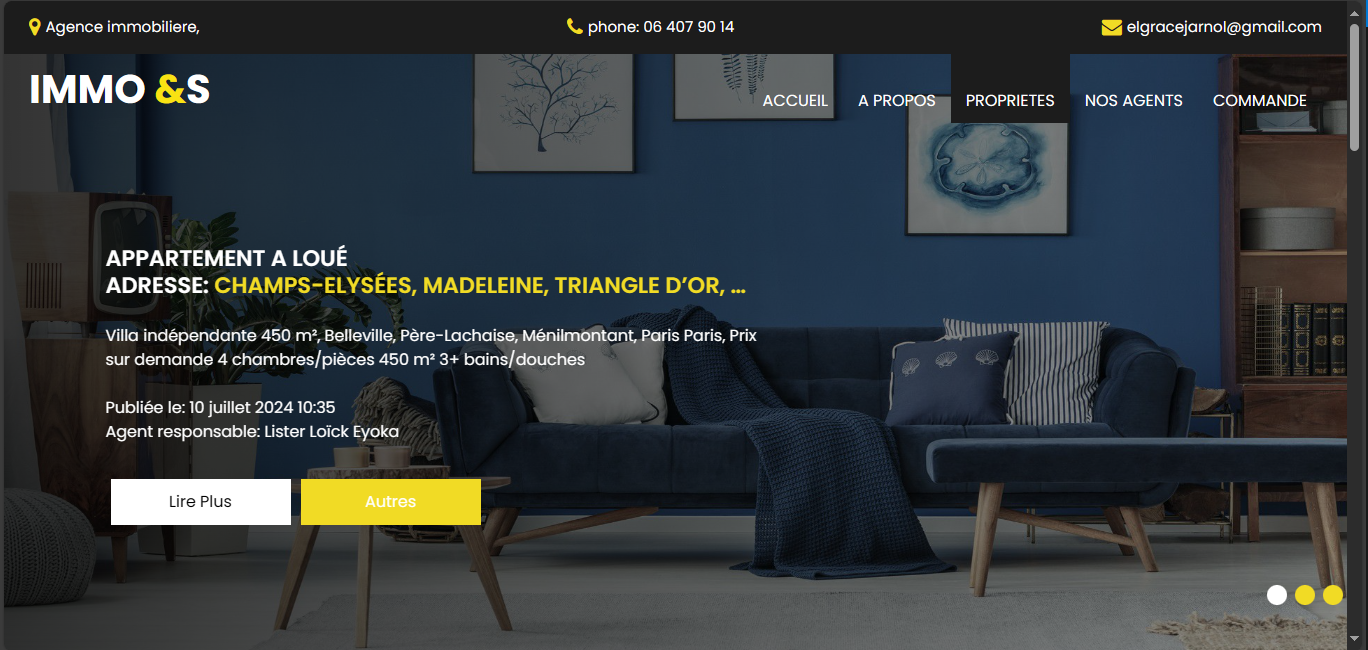 Agence immobiliere,
phone: 06 407 90 14
elgracejarnol@gmail.com
IMMO &S
ACCUEIL
A PROPOS
PROPRIETES
NOS AGENTS
COMMANDE
APPARTEMENT A LOUÉ
ADRESSE: CHAMPS-ELYSÉES, MADELEINE, TRIANGLE D’OR, ...
Villa indépendante 450 m², Belleville, Père-Lachaise, Ménilmontant, Paris Paris, Prix
sur demande 4 chambres/pièces 450 m² 3+ bains/douches
Publiée le: 10 juillet 2024 10:35
Agent responsable: Lister Loïck Eyoka
Lire Plus
Autres